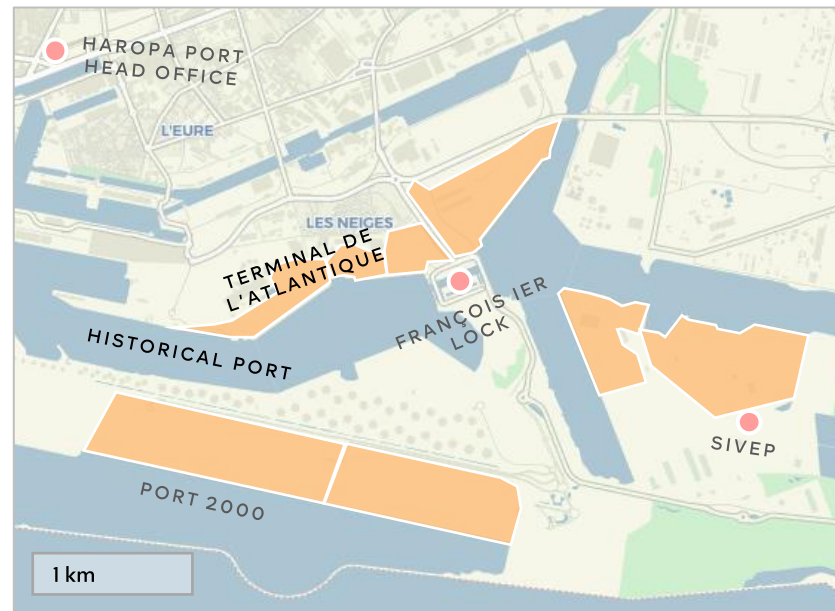 HAROPA PORT
HEAD OFFICE
L'EURE
LES NEIGES
TERMINAL DE
L'ATLANTIQUE
FRANÇOIS IER
LOCK
HISTORICAL PORT
SIVEP
PORT 2000
1 km